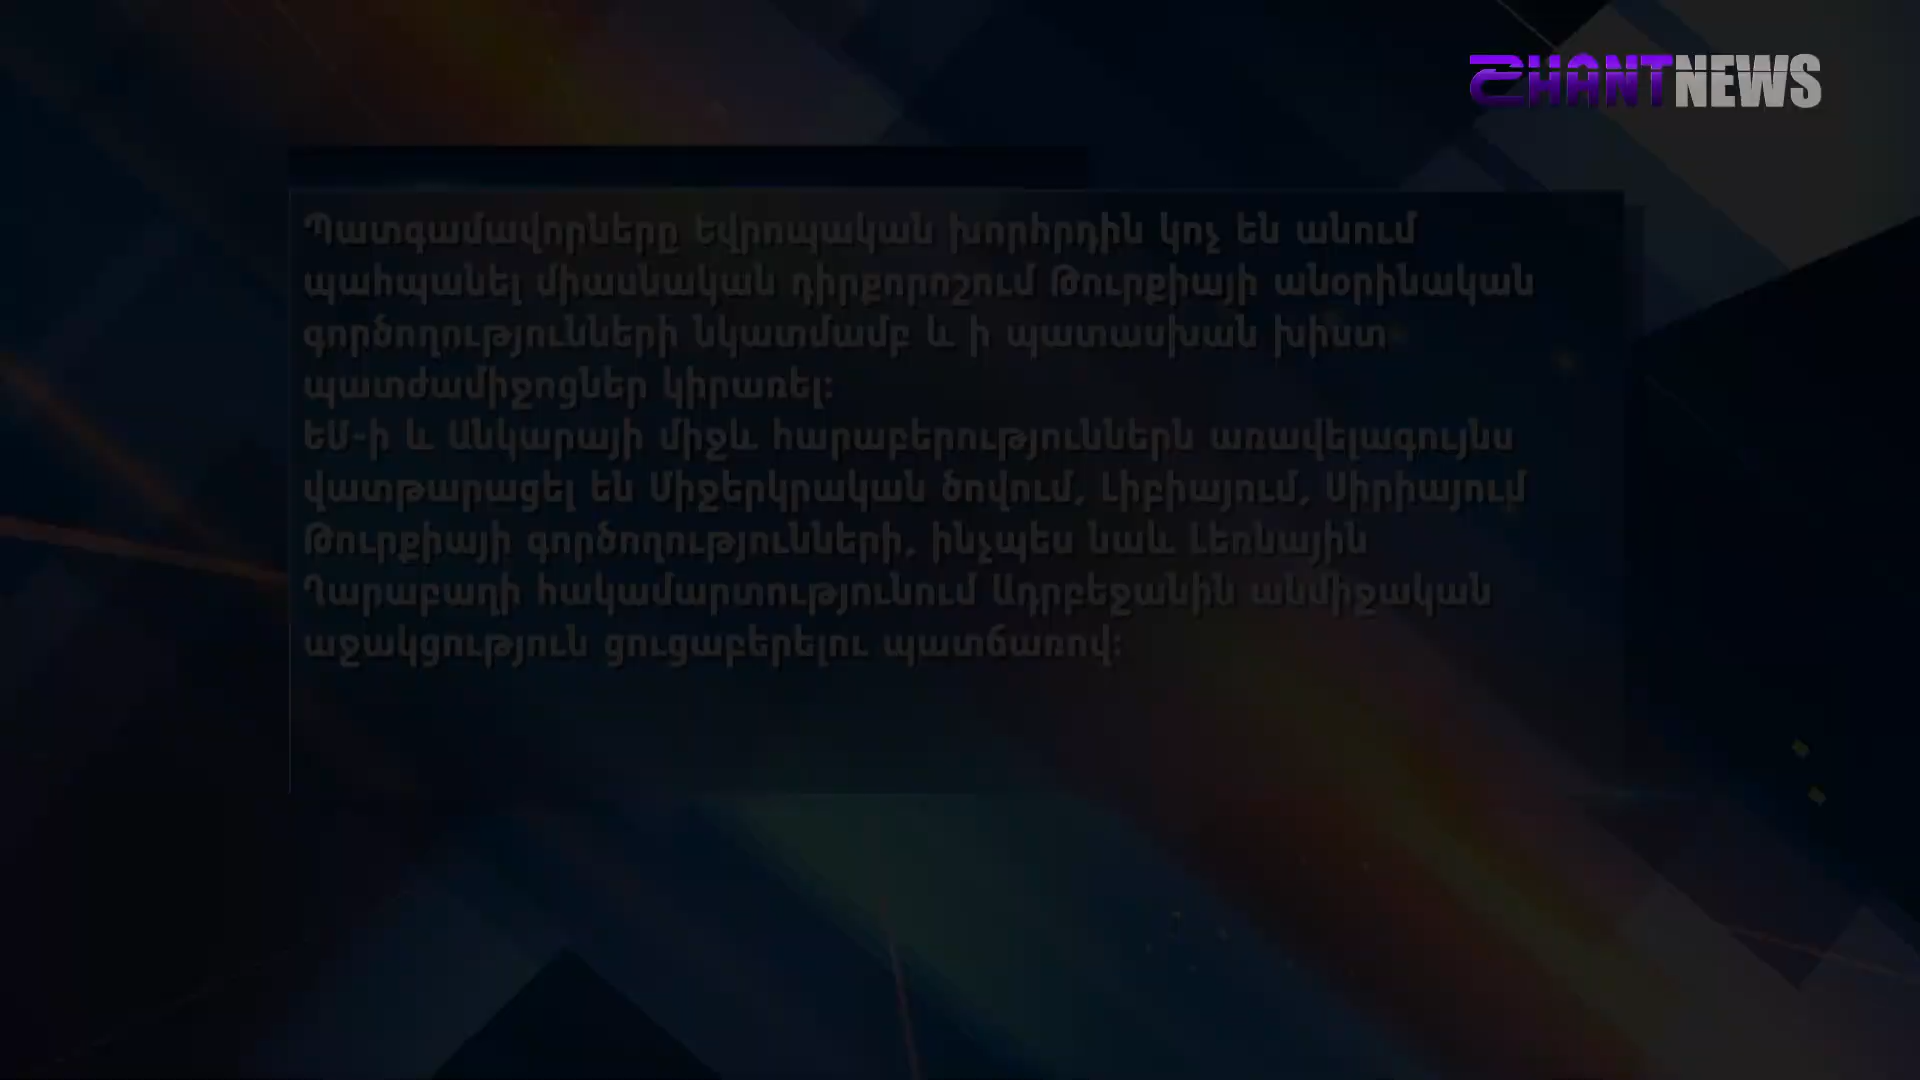 SHANTNEWS
Պատգամավորները Եվրոպական խորհրդին կոչ են անում
պահպանել միասնական դիրքորոշում Թուրքիայի անօրինական
գործողությունների նկատմամբ և ի պատասխան խիստ
պատժամիջոցներ կիրառել:
ԵՄ-ի և Անկարայի միջև հարաբերություններն առավելագույնս
վատթարացել են Միջերկրական ծովում, Լիբիայում, Սիրիայում
Թուրքիայի գործողությունների, ինչպես նաև Լեռնային
Ղարաբաղի հակամարտությունում Ադրբեջանին անմիջական
աջակցություն ցուցաբերելու պատճառով: